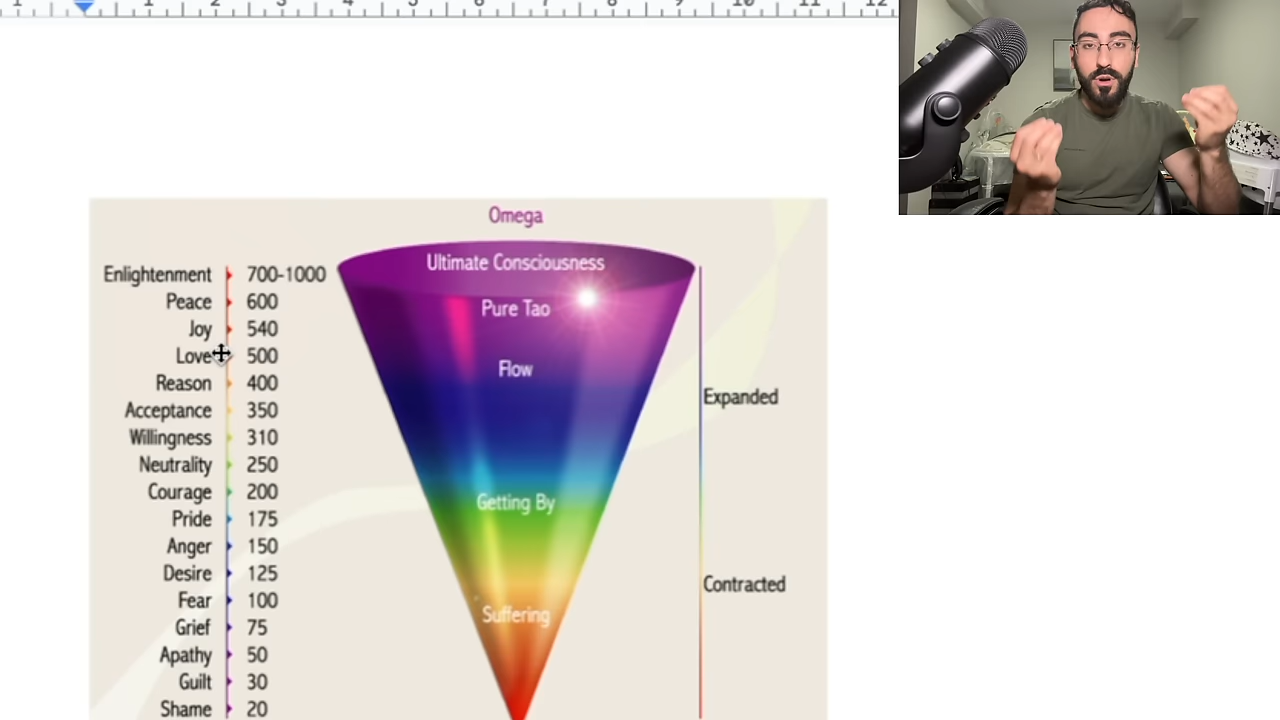 1 1 2 3 4 5 6 7 8 9 10 11 12
Omega
Ultimate Consciousness
Enlightenment 700-1000
Peace 600
Pure Tao
Joy 540
Love 500
Flow
Reason 400
Expanded
Acceptance 350
Willingness 310
Neutrality 250
Courage 200
Getting By
Pride 175
Anger 150
Desire 125
Contracted
Fear 100
Suffering
Grief 75
Apathy 50
Guilt 30
Shame 20